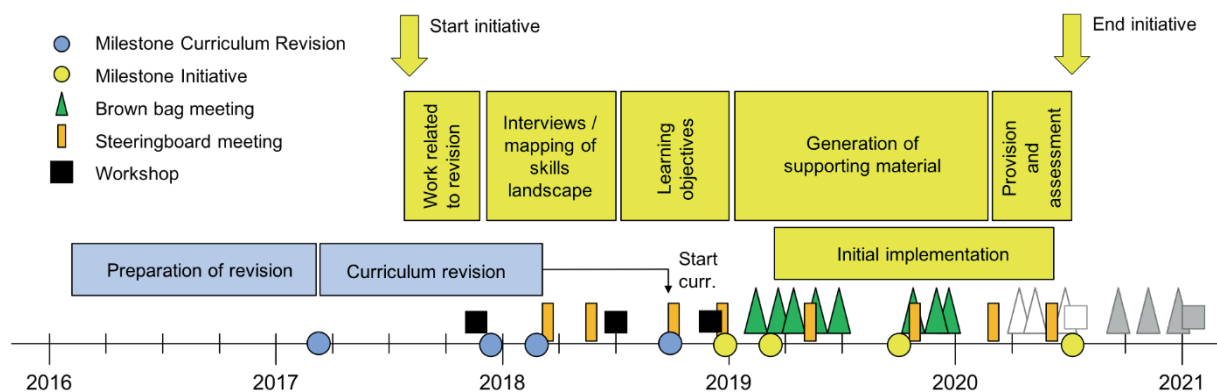 Start initiative
End initiative
Milestone Curriculum Revision
Milestone Initiative
Brown bag meeting
Steeringboard meeting
Workshop
Work related
to revision
Interviews /
mapping of
skills
landscape
Learning
objectives
Generation of
supporting material
Provision
and
assessment
Preparation of revision
Curriculum revision
Start
curr.
Initial implementation
2016
2017
2018
2019
2020
2021